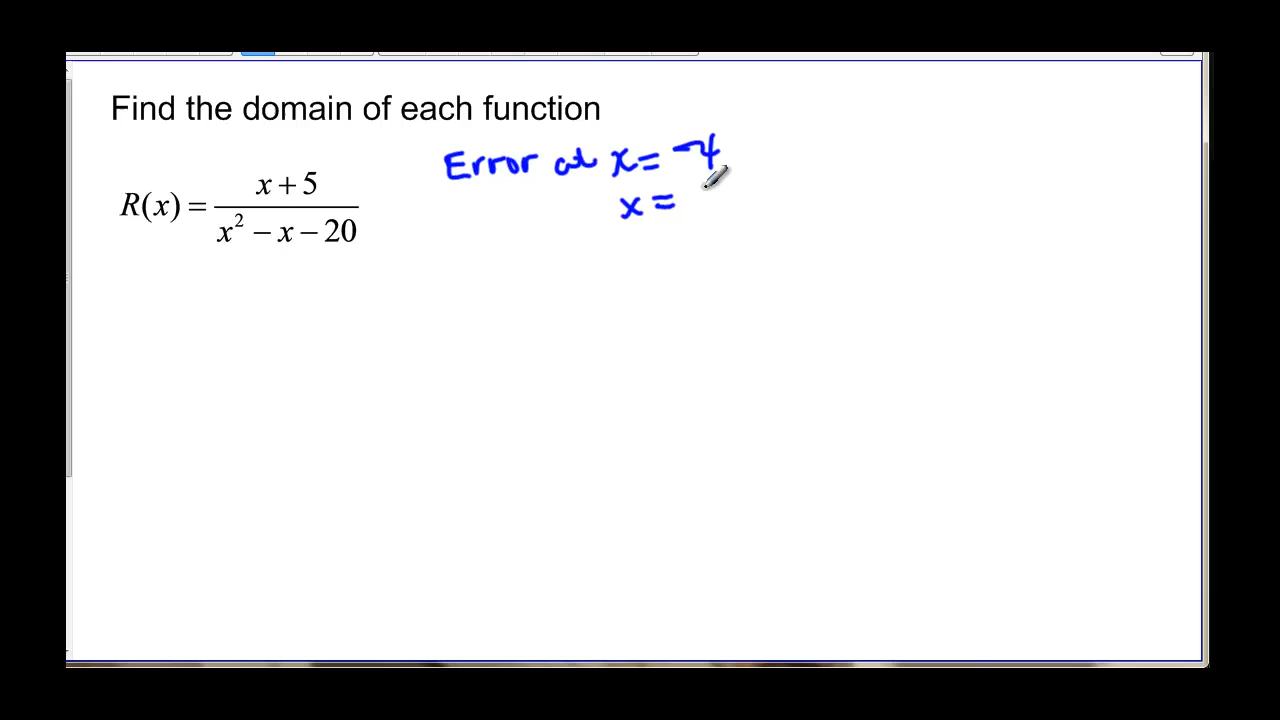 Find the domain of each function
Error at x = -4
x =
R(x) = x + 5 / x² − x − 20